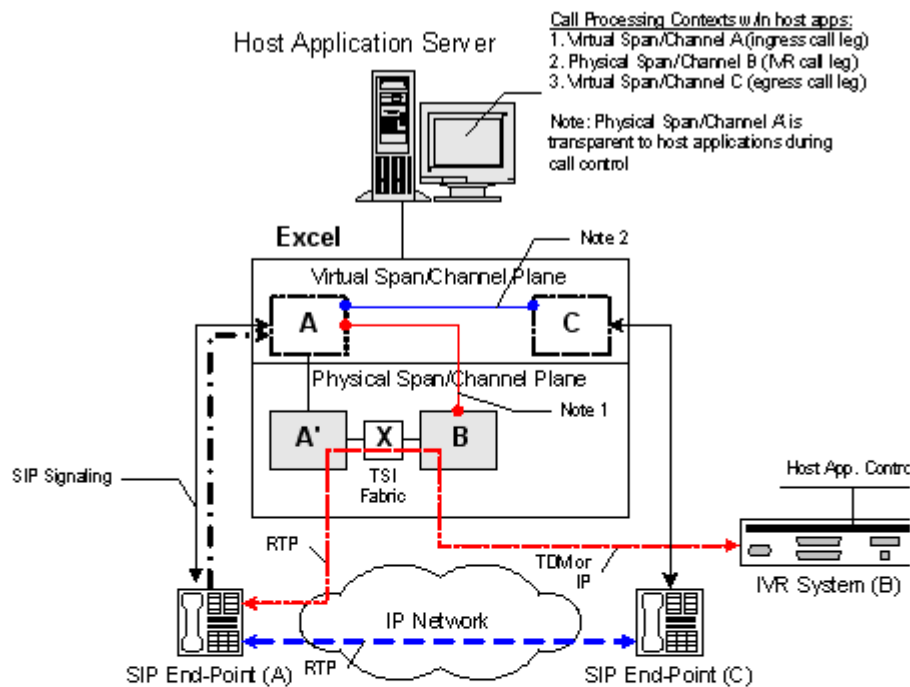 Call Processing Contexts w/in host apps:
1. Virtual Span/Channel A (ingress call leg)
2. Physical Span/Channel B (IVR call leg)
3. Virtual Span/Channel C (egress call leg)
Host Application Server
Note: Physical Span/Channel A' is
transparent to host applications during
call control
Excel
Note 2
Virtual Span/Channel Plane
A
C
Physical Span/Channel Plane
Note 1
A'
X
B
TSI
Fabric
SIP Signaling
Host App. Contro
RTP
TDM or
IP
IVR System (B)
IP Network
RTP
SIP End-Point (A)
SIP End-Point (C)